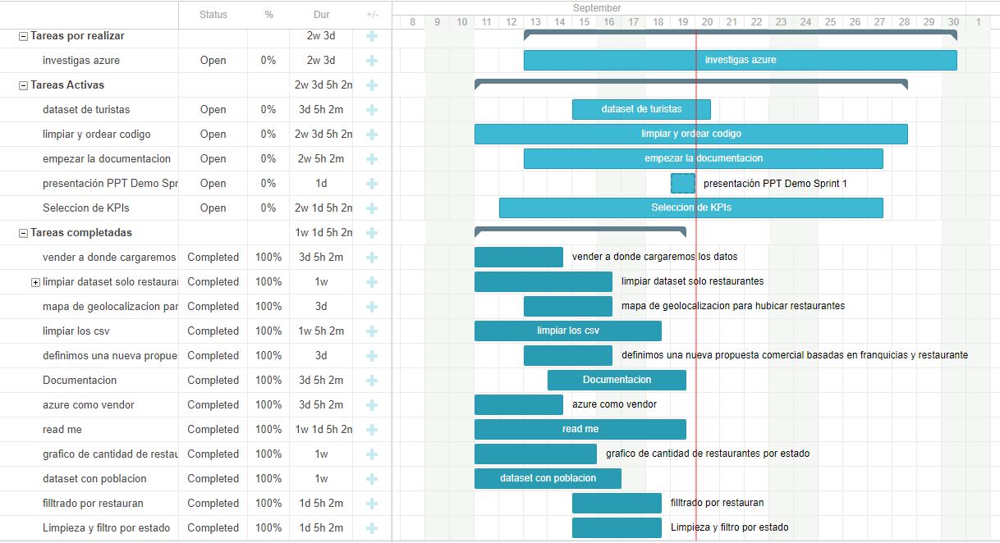 September
Status % Dur +/- 8 9 10 11 12 13 14 15 16 17 18 19 20 21 22 23 24 25 26 27 28 29 30 1
Tareas por realizar 2w 3d
investigas azure Open 0% 2w 3d investigas azure
Tareas Activas 2w 3d 5h 2m
dataset de turistas Open 0% 3d 5h 2m dataset de turistas
limpiar y ordear codigo Open 0% 2w 3d 5h 2m limpiar y ordear codigo
empezar la documentacion Open 0% 2w 5h 2m empezar la documentacion
presentación PPT Demo Spr Open 0% 1d presentación PPT Demo Sprint 1
Seleccion de KPIs Open 0% 2w 1d 5h 2m Seleccion de KPIs
Tareas completadas 1w 1d 5h 2m
vender a donde cargaremos Completed 100% 3d 5h 2m vender a donde cargaremos los datos
limpiar dataset solo restaurar Completed 100% 1w limpiar dataset solo restaurantes
mapa de geolocalizacion par Completed 100% 3d mapa de geolocalizacion para hubicar restaurantes
limpiar los csv Completed 100% 1w 5h 2m limpiar los csv
definimos una nueva propues Completed 100% 3d definimos una nueva propuesta comercial basadas en franquicias y restaurante
Documentacion Completed 100% 3d 5h 2m Documentacion
azure como vendor Completed 100% 3d 5h 2m azure como vendor
read me Completed 100% 1w 1d 5h 2m read me
grafico de cantidad de restau Completed 100% 1w grafico de cantidad de restaurantes por estado
dataset con poblacion Completed 100% 1w dataset con poblacion
filltrado por restauran Completed 100% 1d 5h 2m filltrado por restauran
Limpieza y filtro por estado Completed 100% 1d 5h 2m Limpieza y filtro por estado